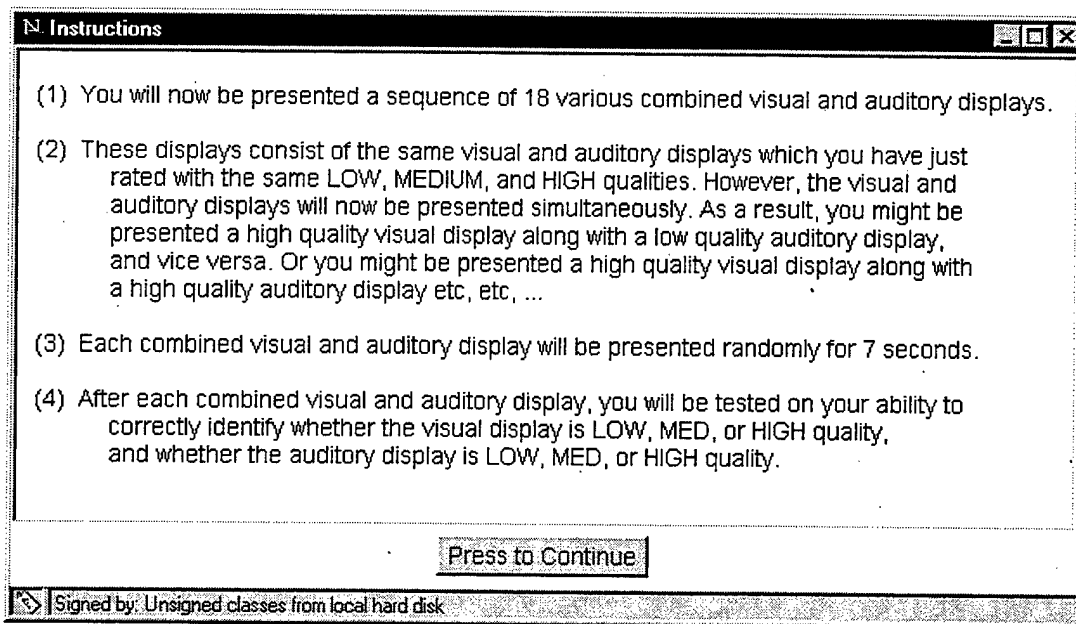 N. Instructions
(1) You will now be presented a sequence of 18 various combined visual and auditory displays.
(2) These displays consist of the same visual and auditory displays which you have just
rated with the same LOW, MEDIUM, and HIGH qualities. However, the visual and
auditory displays will now be presented simultaneously. As a result, you might be
presented a high quality visual display along with a low quality auditory display,
and vice versa. Or you might be presented a high quality visual display along with
a high quality auditory display etc, etc, ...
(3) Each combined visual and auditory display will be presented randomly for 7 seconds.
(4) After each combined visual and auditory display, you will be tested on your ability to
correctly identify whether the visual display is LOW, MED, or HIGH quality,
and whether the auditory display is LOW, MED, or HIGH quality.
Press to Continue
Signed by: Unsigned classes from local hard disk